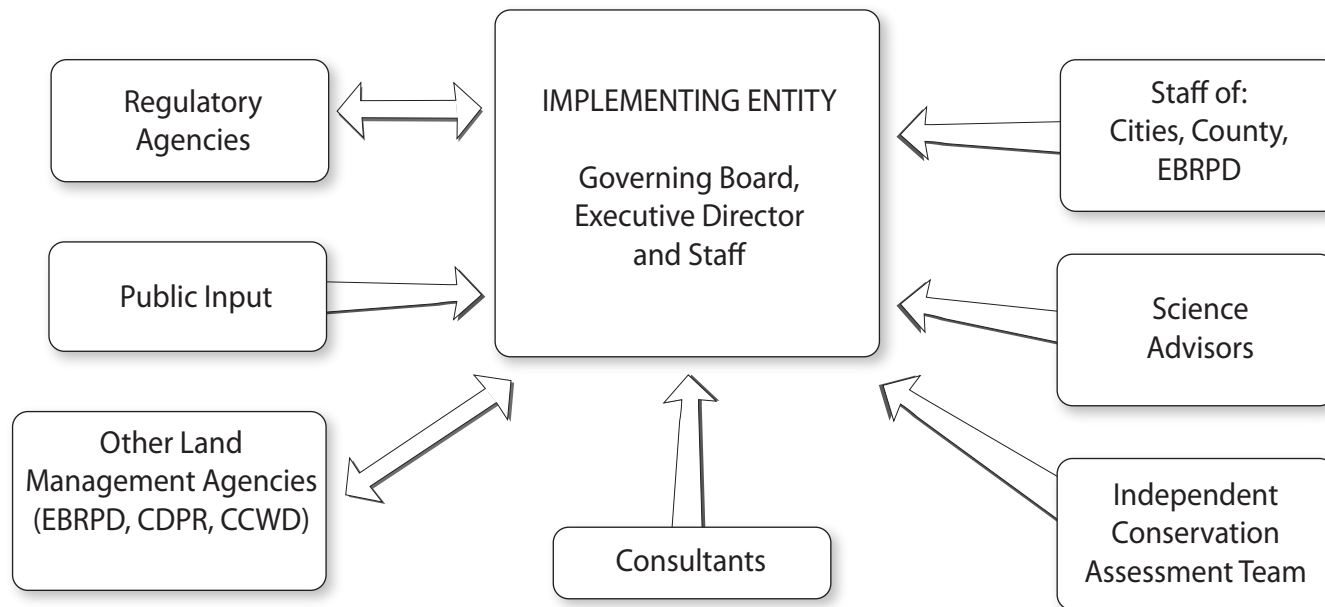 Regulatory
Agencies
Public Input
Other Land
Management Agencies
(EBRPD, CDPR, CCWD)
IMPLEMENTING ENTITY
Governing Board,
Executive Director
and Staff
Consultants
Staff of:
Cities, County,
EBRPD
Science
Advisors
Independent
Conservation
Assessment Team